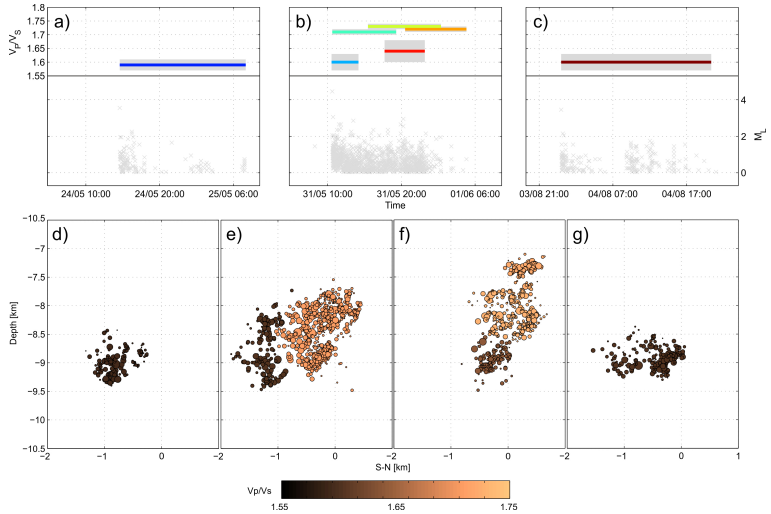 a) b) c)
1.8
1.75
1.7
1.65
1.6
1.55
VP/VS
4
2
0
ML
24/05 10:00 24/05 20:00 25/05 06:00 31/05 10:00 31/05 20:00 01/06 06:00 03/08 21:00 04/08 07:00 04/08 17:00
Time
d) e) f) g)
−10.5
−7
−7.5
−8
−8.5
−9
−9.5
−10
−10.5
Depth [km]
−2 −1 0 −2 −1 0 −2 −1 0 −2 −1 0 1
S-N [km]
Vp/Vs
1.55 1.65 1.75